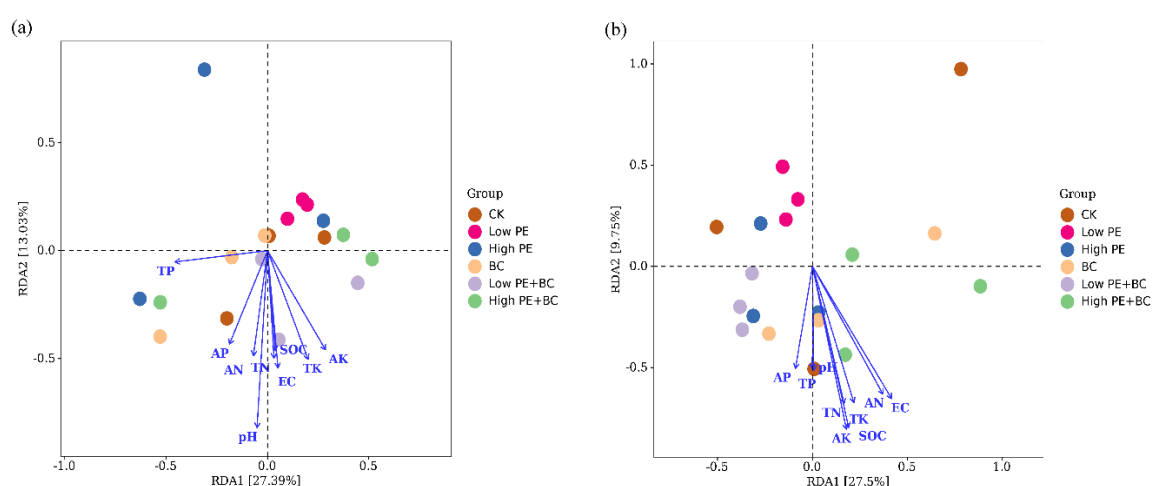 (a)
0.5
0.0
-0.5
-1.0
-0.5
0.0
0.5
RDA2 [13.03%]
RDA1 [27.39%]
TP
AP
AN
TN
SOC
EC
TK
AK
pH
Group
CK
Low PE
High PE
BC
Low PE+BC
High PE+BC
(b)
1.0
0.5
0.0
-0.5
-0.5
0.0
0.5
1.0
RDA2 [9.75%]
RDA1 [27.5%]
AP
TP
pH
TN
AK
TK
SOC
AN
EC
Group
CK
Low PE
High PE
BC
Low PE+BC
High PE+BC